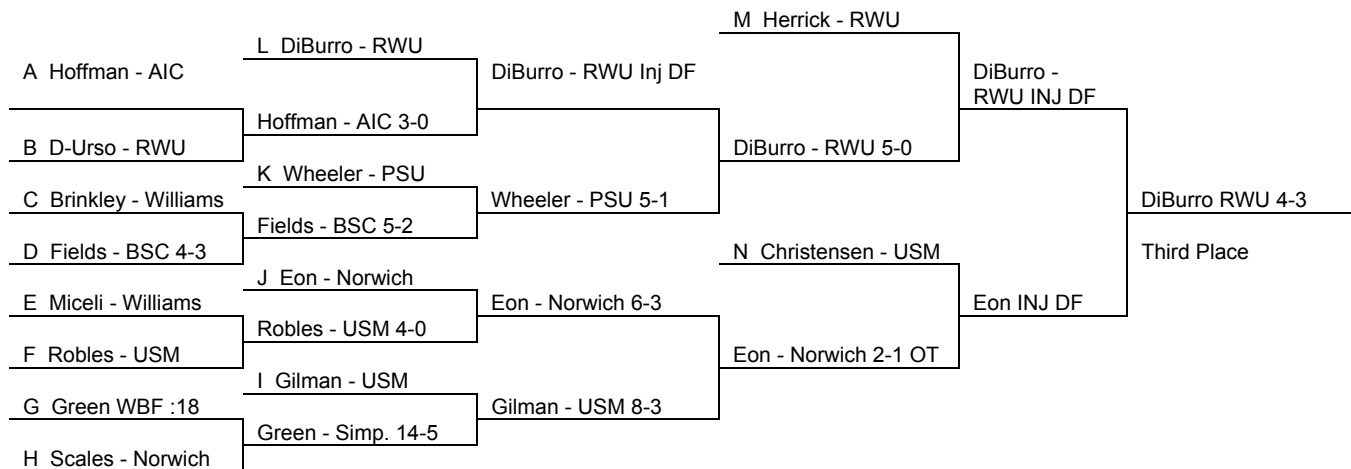 M Herrick - RWU
L DiBurro - RWU
A Hoffman - AIC
DiBurro - RWU Inj DF
DiBurro -
RWU INJ DF
Hoffman - AIC 3-0
B D-Urso - RWU
DiBurro - RWU 5-0
K Wheeler - PSU
C Brinkley - Williams
Wheeler - PSU 5-1
DiBurro RWU 4-3
Fields - BSC 5-2
D Fields - BSC 4-3
N Christensen - USM
Third Place
J Eon - Norwich
E Miceli - Williams
Eon - Norwich 6-3
Eon INJ DF
Robles - USM 4-0
F Robles - USM
Eon - Norwich 2-1 OT
I Gilman - USM
G Green WBF :18
Gilman - USM 8-3
Green - Simp. 14-5
H Scales - Norwich